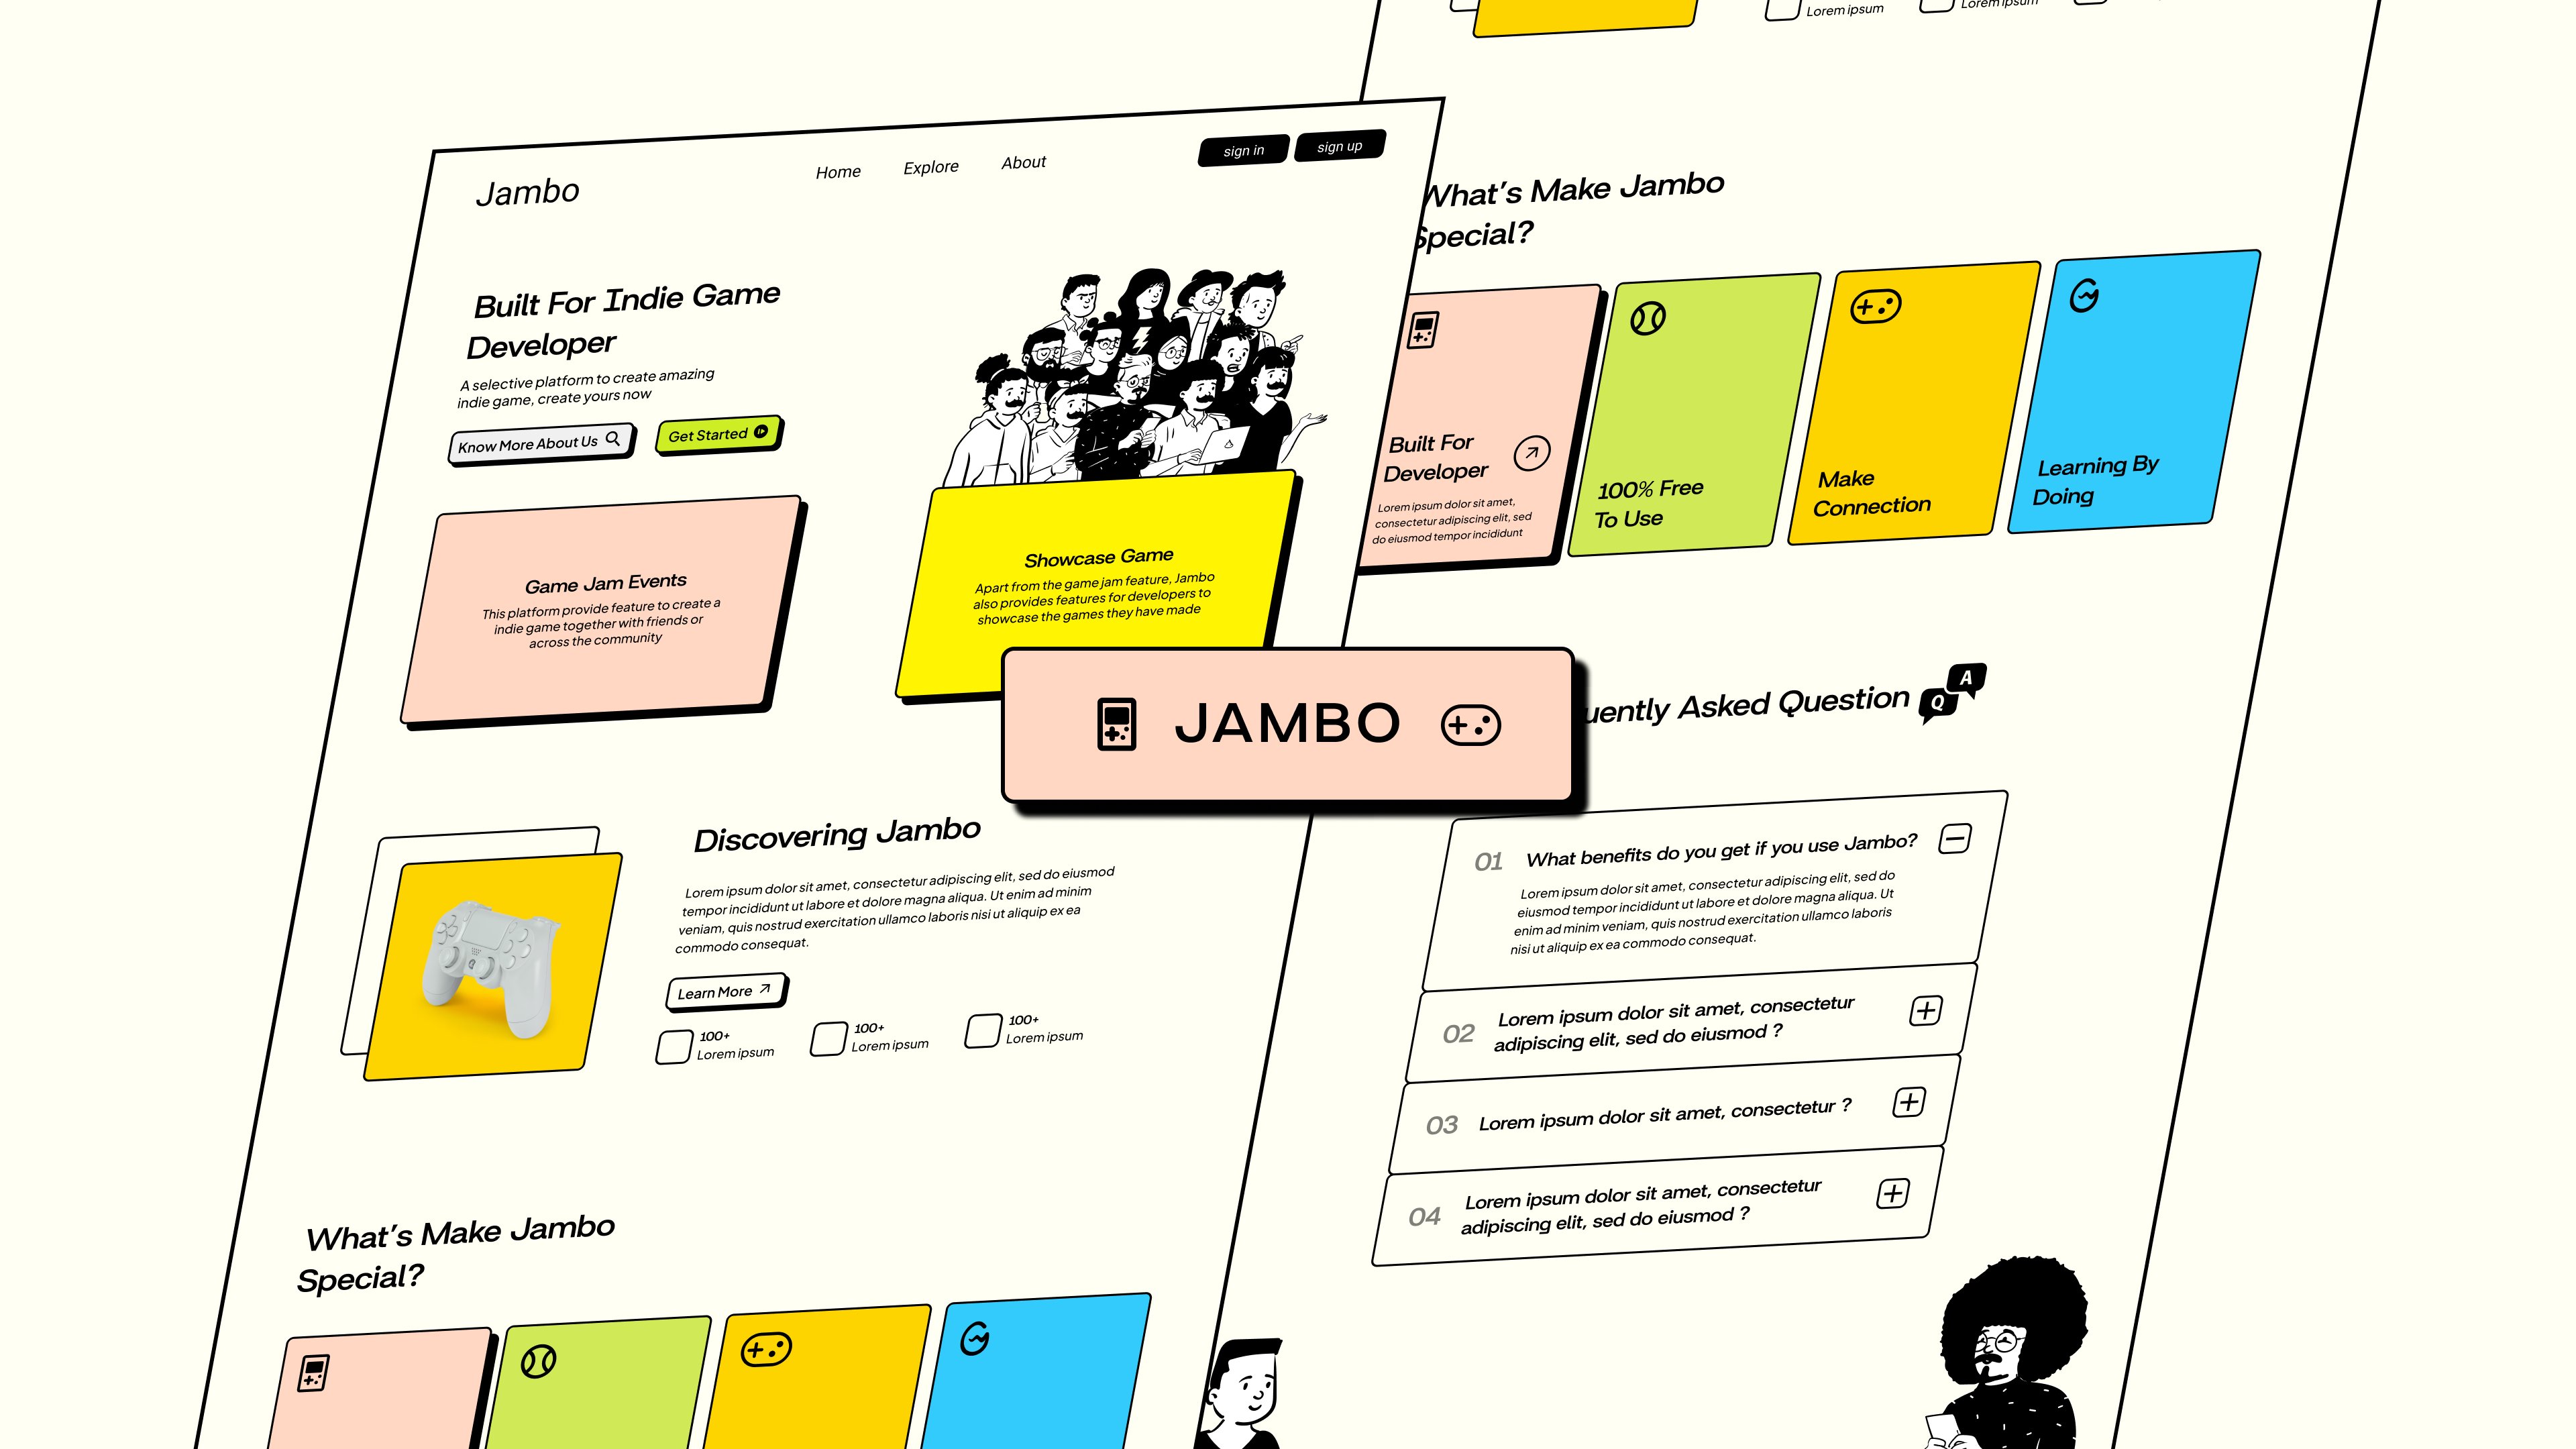 Jambo
Home
Explore
About
sign in
sign up
Built For Indie Game
Developer
A selective platform to create amazing
indie game, create yours now
Know More About Us
Get Started
Game Jam Events
This platform provide feature to create a
indie game together with friends or
across the community
Showcase Game
Apart from the game jam feature, Jambo
also provides features for developers to
showcase the games they have made
JAMBO
Discovering Jambo
Lorem ipsum dolor sit amet, consectetur adipiscing elit, sed do eiusmod
tempor incididunt ut labore et dolore magna aliqua. Ut enim ad minim
veniam, quis nostrud exercitation ullamco laboris nisi ut aliquip ex ea
commodo consequat.
Learn More
100+
Lorem ipsum
100+
Lorem ipsum
100+
Lorem ipsum
What's Make Jambo
Special?
Lorem ipsum
Lorem ipsum
What's Make Jambo
Special?
Built For
Developer
Lorem ipsum dolor sit amet,
consectetur adipiscing elit, sed
do eiusmod tempor incididunt
100% Free
To Use
Make
Connection
Learning By
Doing
uently Asked Question
Q
A
01
What benefits do you get if you use Jambo?
Lorem ipsum dolor sit amet, consectetur adipiscing elit, sed do
eiusmod tempor incididunt ut labore et dolore magna aliqua. Ut
enim ad minim veniam, quis nostrud exercitation ullamco laboris
nisi ut aliquip ex ea commodo consequat.
02
Lorem ipsum dolor sit amet, consectetur
adipiscing elit, sed do eiusmod ?
03
Lorem ipsum dolor sit amet, consectetur ?
04
Lorem ipsum dolor sit amet, consectetur
adipiscing elit, sed do eiusmod ?